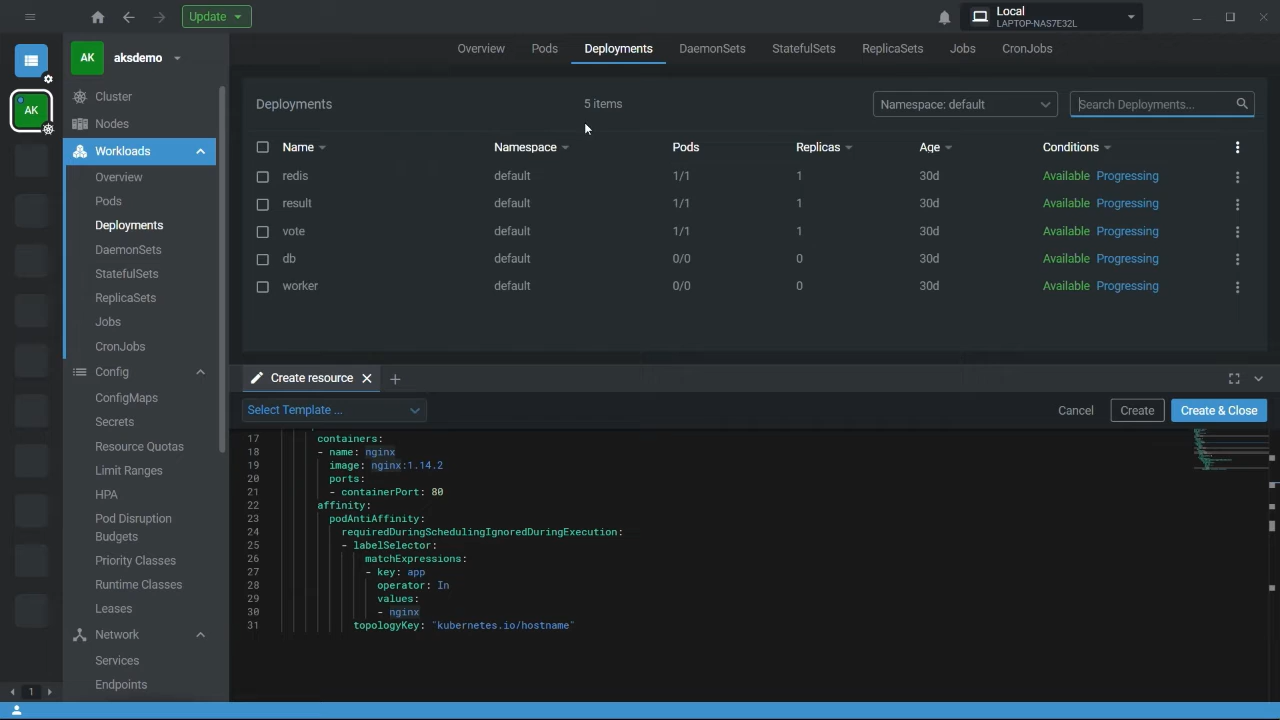 Update
Local
LAPTOP-NAS7E32L
AK
aksdemo
AK
Cluster
Nodes
Workloads
Overview
Pods
Deployments
DaemonSets
StatefulSets
ReplicaSets
Jobs
CronJobs
Config
ConfigMaps
Secrets
Resource Quotas
Limit Ranges
HPA
Pod Disruption
Budgets
Priority Classes
Runtime Classes
Leases
Network
Services
Endpoints
1
Overview Pods Deployments DaemonSets StatefulSets ReplicaSets Jobs CronJobs
Deployments 5 items Namespace: default Search Deployments...
Name Namespace Pods Replicas Age Conditions
redis default 1/1 1 30d Available Progressing
result default 1/1 1 30d Available Progressing
vote default 1/1 1 30d Available Progressing
db default 0/0 0 30d Available Progressing
worker default 0/0 0 30d Available Progressing
Create resource
Select Template ... Cancel Create Create & Close
17 containers:
18 - name: nginx
19 image: nginx:1.14.2
20 ports:
21 - containerPort: 80
22 affinity:
23 podAntiAffinity:
24 requiredDuringSchedulingIgnoredDuringExecution:
25 - labelSelector:
26 matchExpressions:
27 - key: app
28 operator: In
29 values:
30 - nginx
31 topologyKey: "kubernetes.io/hostname"